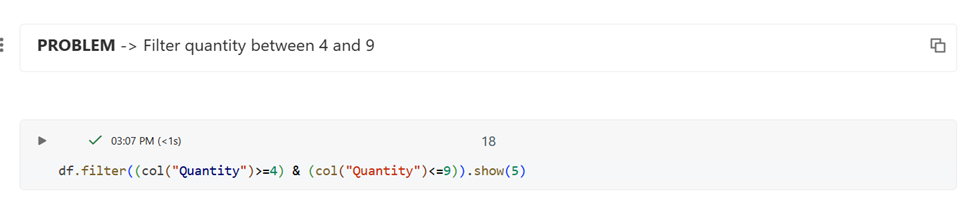 PROBLEM -> Filter quantity between 4 and 9
03:07 PM (<1s) 18
df.filter((col("Quantity")>=4) & (col("Quantity")<=9)).show(5)